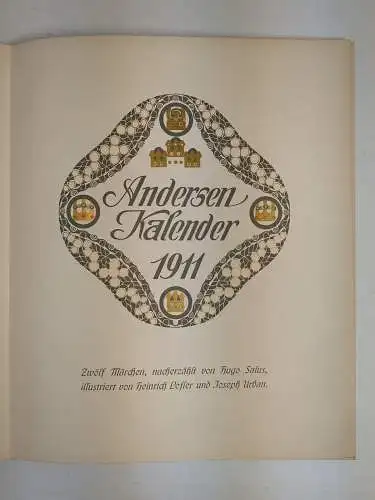 Andersen
Kalender
1911
Zwölf Märchen, nacherzählt von Hugo Salus,
illustriert von Heinrich Lefler und Joseph Urban.